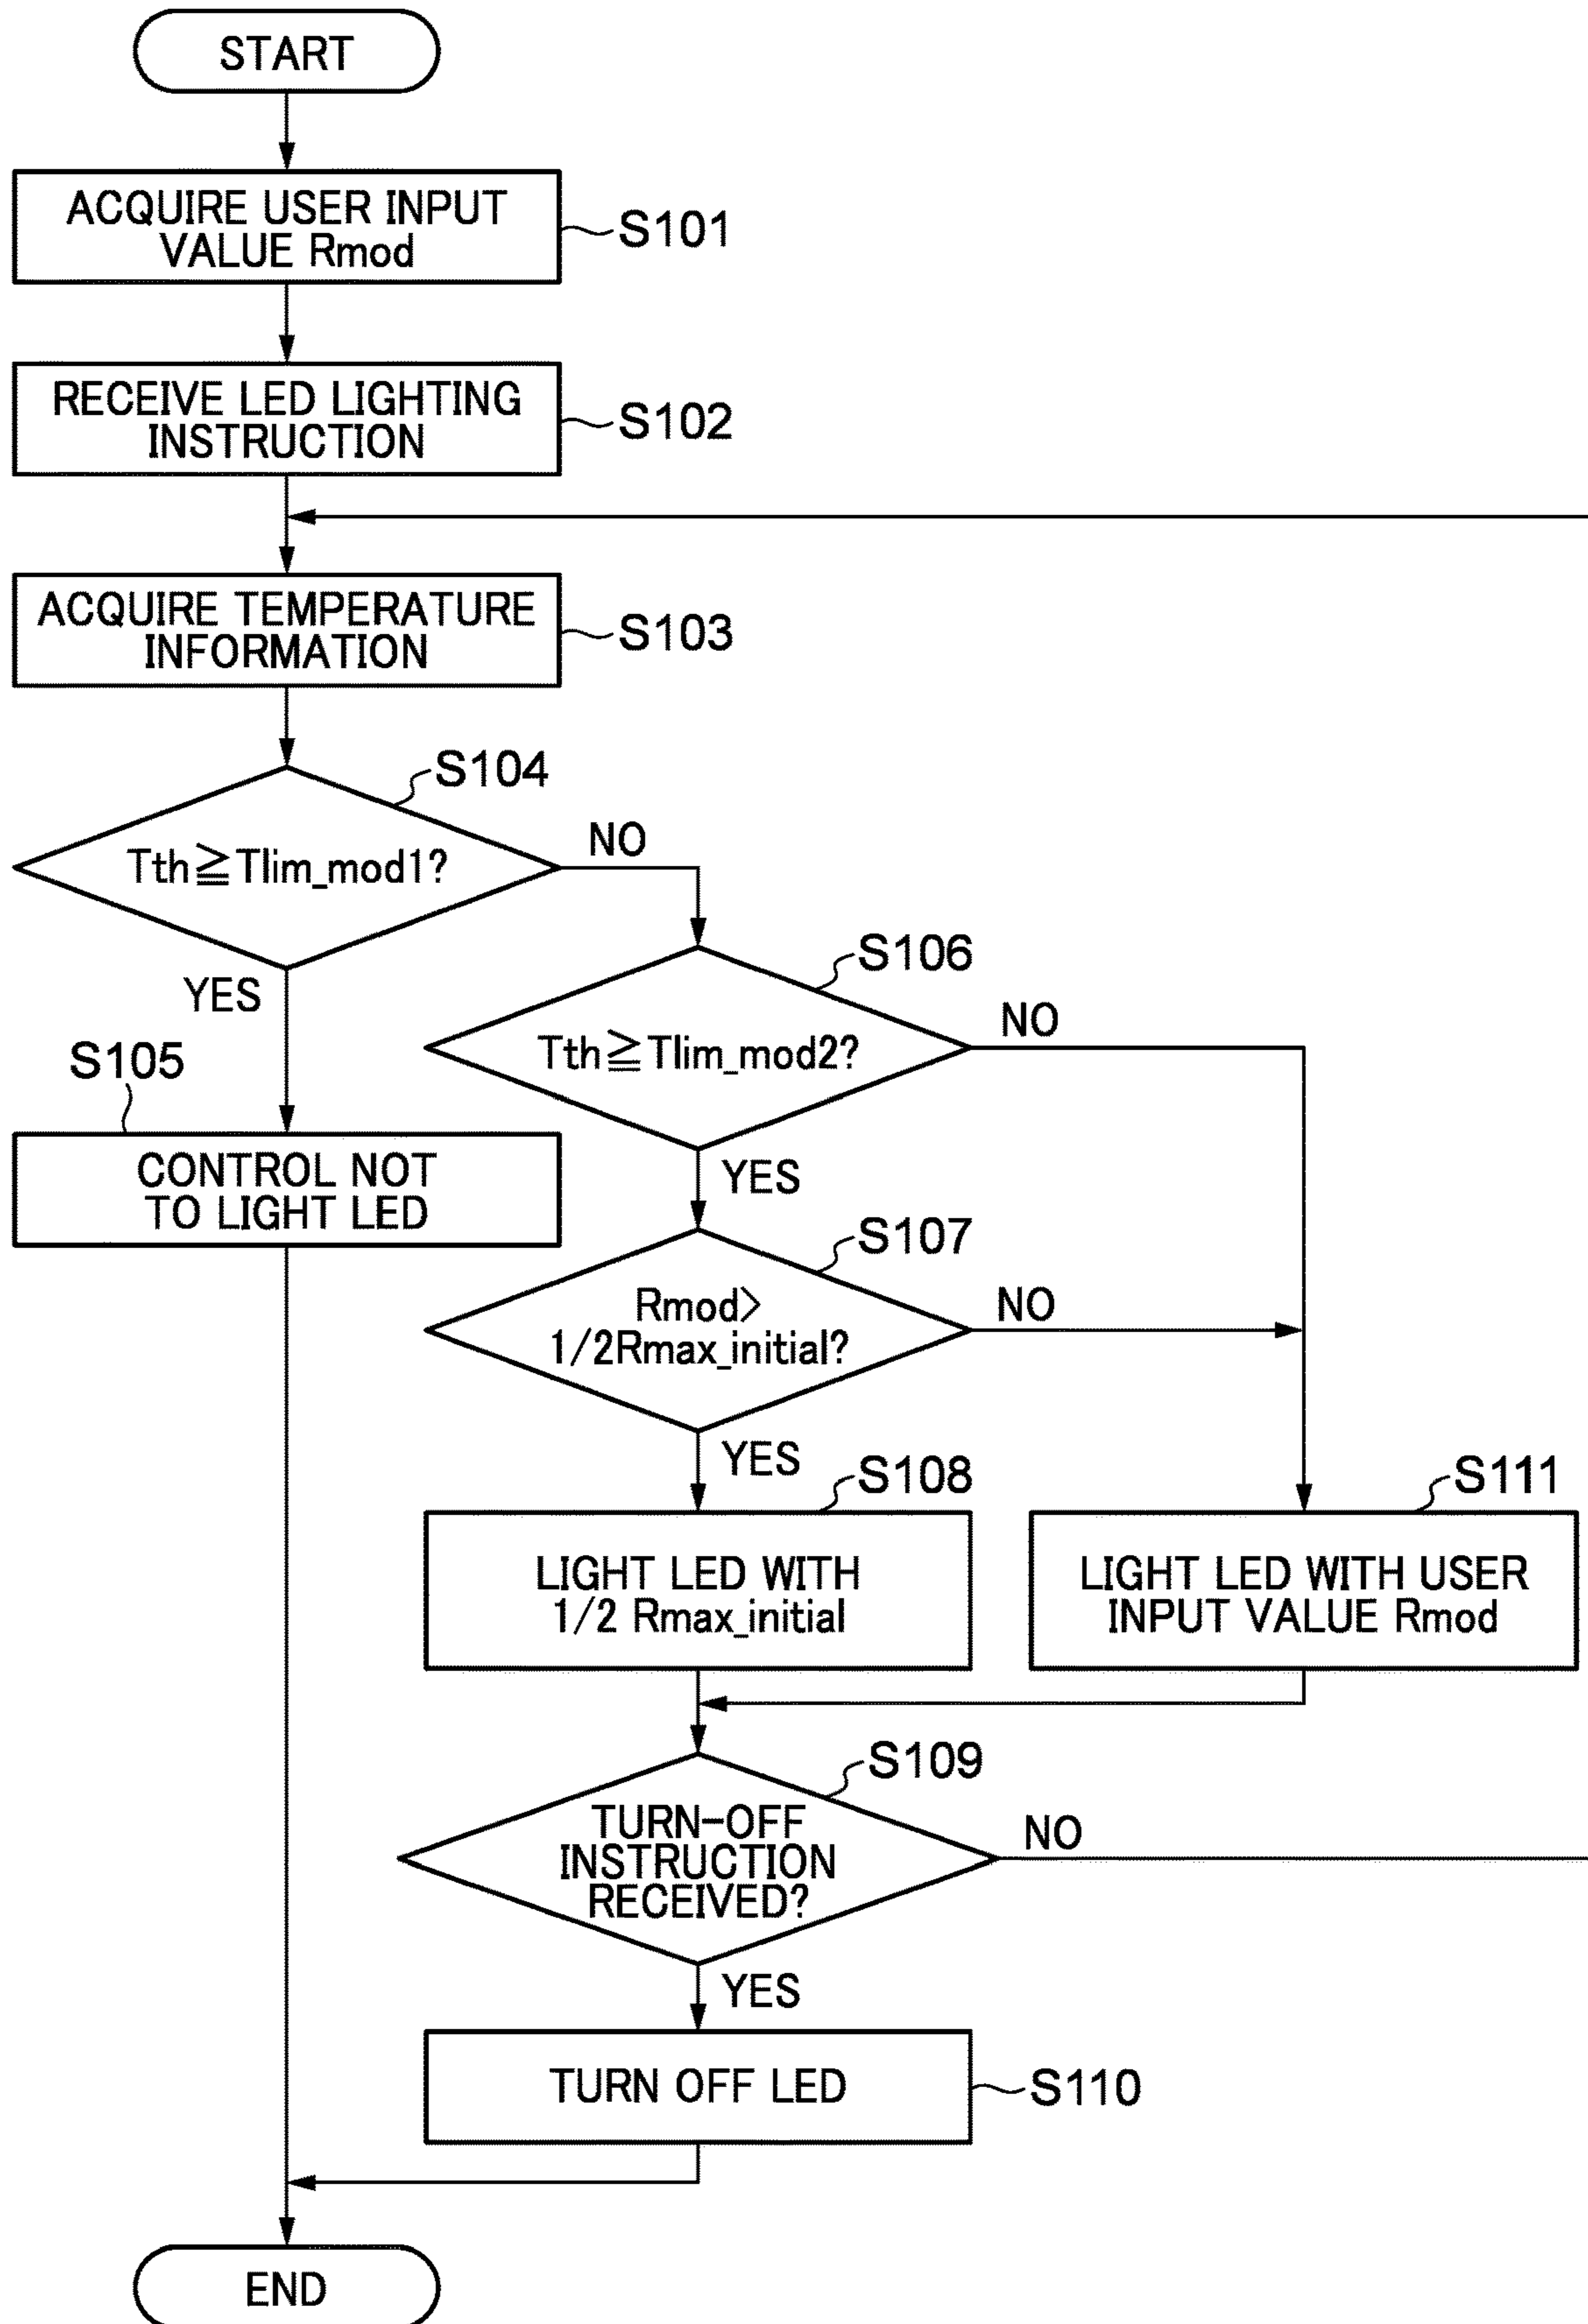 START
ACQUIRE USER INPUT
VALUE Rmod
S101
RECEIVE LED LIGHTING
INSTRUCTION
S102
ACQUIRE TEMPERATURE
INFORMATION
S103
S104
Tth≧Tlim_mod1?
NO
YES
S106
Tth≧Tlim_mod2?
NO
YES
S105
CONTROL NOT
TO LIGHT LED
S107
Rmod>
1/2Rmax_initial?
NO
YES
S108
LIGHT LED WITH
1/2 Rmax_initial
S111
LIGHT LED WITH USER
INPUT VALUE Rmod
S109
TURN-OFF
INSTRUCTION
RECEIVED?
NO
YES
TURN OFF LED
S110
END